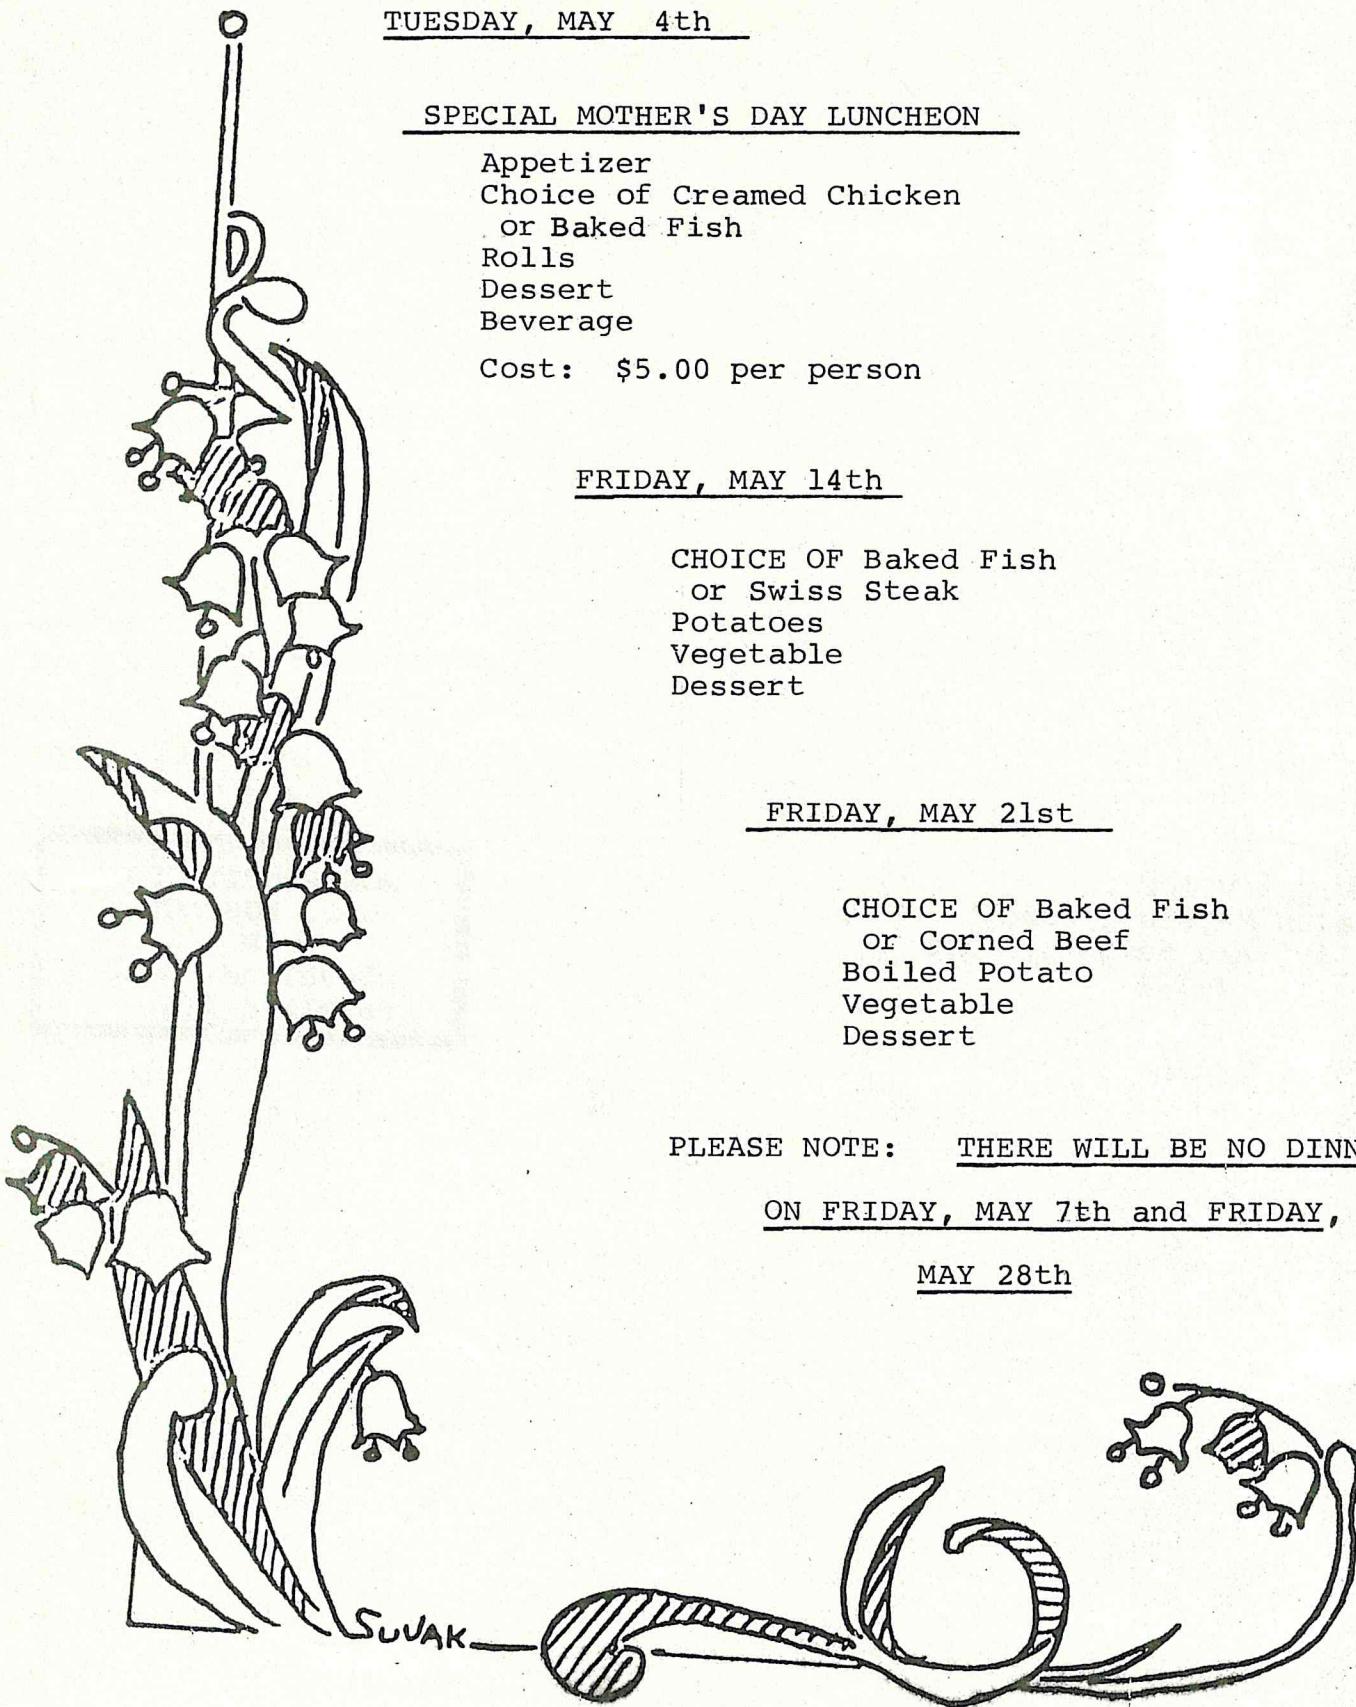 TUESDAY, MAY 4th
SPECIAL MOTHER'S DAY LUNCHEON
Appetizer
Choice of Creamed Chicken
or Baked Fish
Rolls
Dessert
Beverage
Cost: $5.00 per person
FRIDAY, MAY 14th
CHOICE OF Baked Fish
or Swiss Steak
Potatoes
Vegetable
Dessert
FRIDAY, MAY 21st
CHOICE OF Baked Fish
or Corned Beef
Boiled Potato
Vegetable
Dessert
PLEASE NOTE: THERE WILL BE NO DINN
ON FRIDAY, MAY 7th and FRIDAY,
MAY 28th
SUVAK